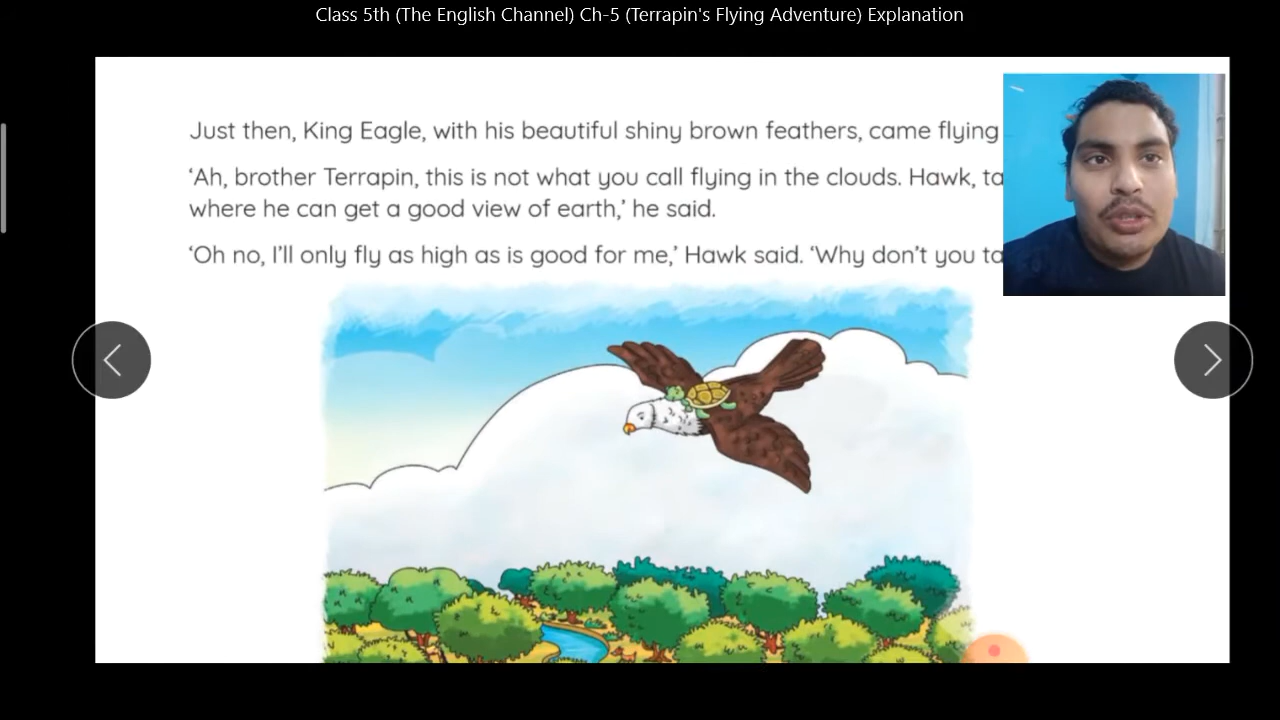 Class 5th (The English Channel) Ch-5 (Terrapin's Flying Adventure) Explanation
Just then, King Eagle, with his beautiful shiny brown feathers, came flying
‘Ah, brother Terrapin, this is not what you call flying in the clouds. Hawk, ta
where he can get a good view of earth,’ he said.
‘Oh no, I’ll only fly as high as is good for me,’ Hawk said. ‘Why don’t you ta